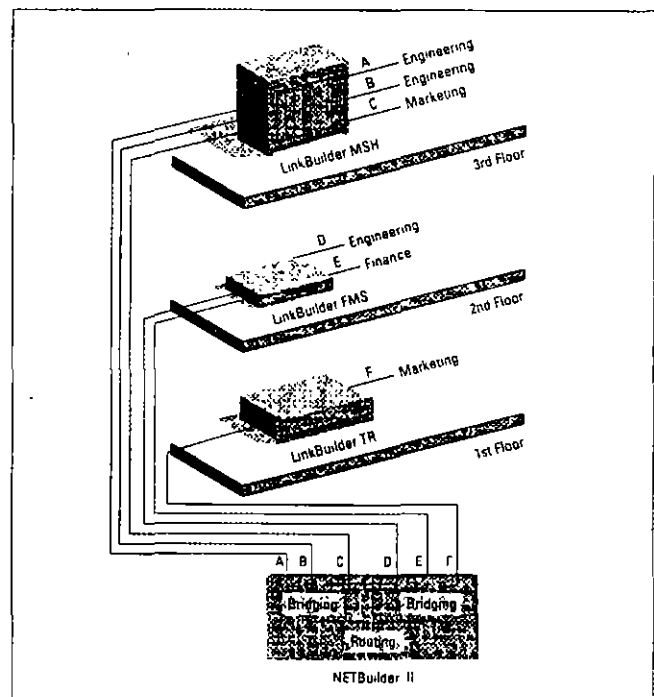 A Engineering
B Engineering
C Marketing
LinkBuilder MSH
3rd Floor
D Engineering
E Finance
LinkBuilder FMS
2nd Floor
F Marketing
LinkBuilder TR
1st Floor
A B C D E F
Bridging Bridging
Routing
NETBuilder II